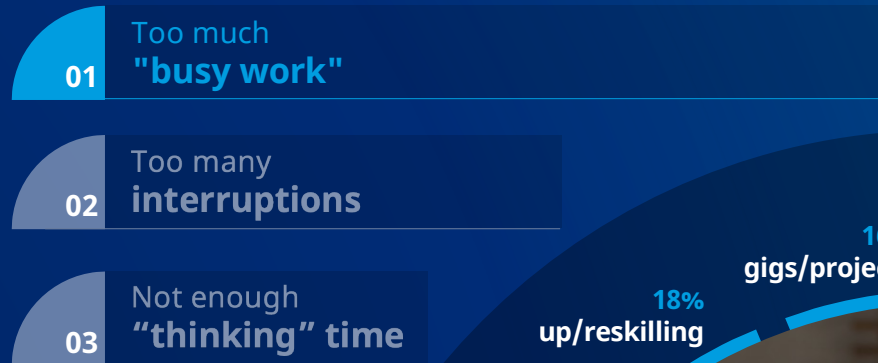 Too much
01 "busy work"
Too many
02 interruptions
Not enough
03 “thinking” time
18%
up/reskilling